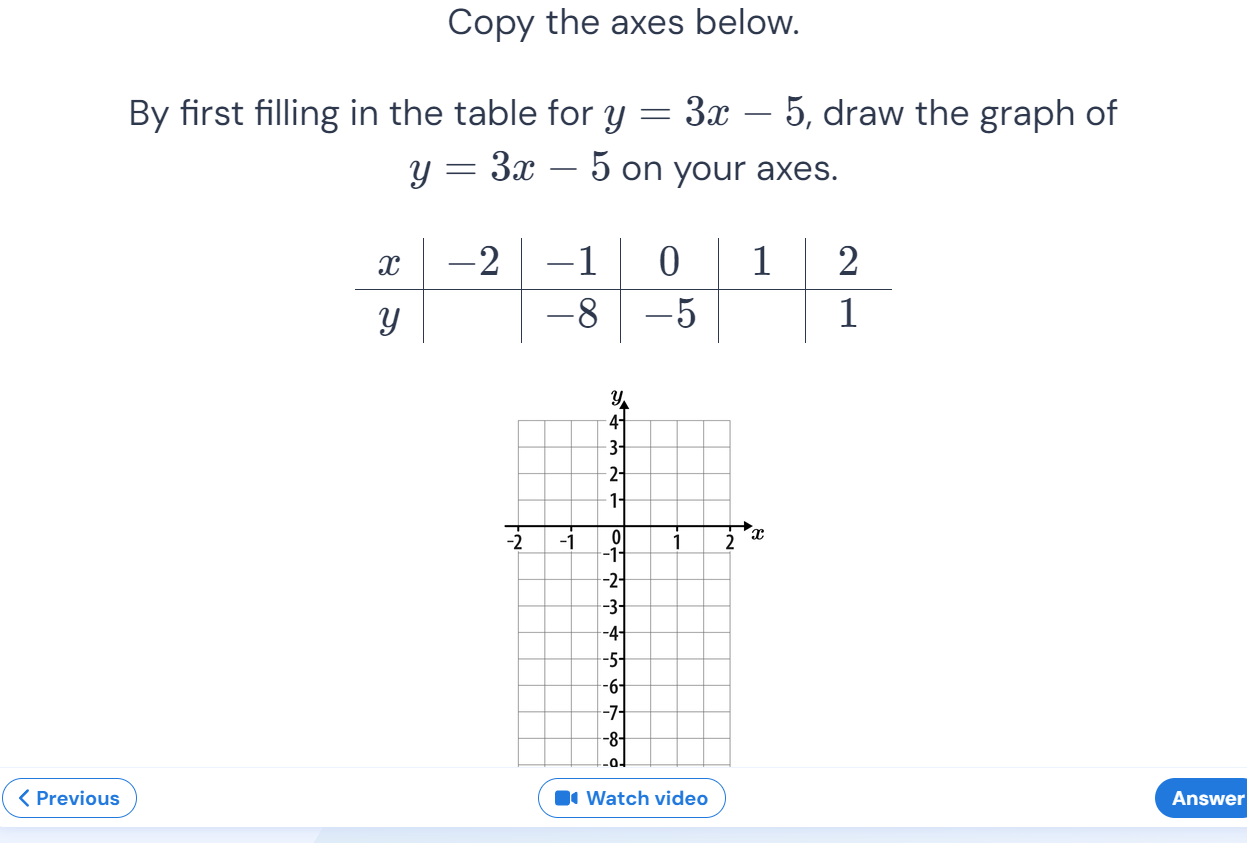 Copy the axes below.
By first filling in the table for y = 3x − 5, draw the graph of
y = 3x − 5 on your axes.
x −2 −1 0 1 2
y −8 −5 1
y
4
3
2
1
-2 -1 0 1 2 x
-1
-2
-3
-4
-5
-6
-7
-8
-9
Previous
Watch video
Answer